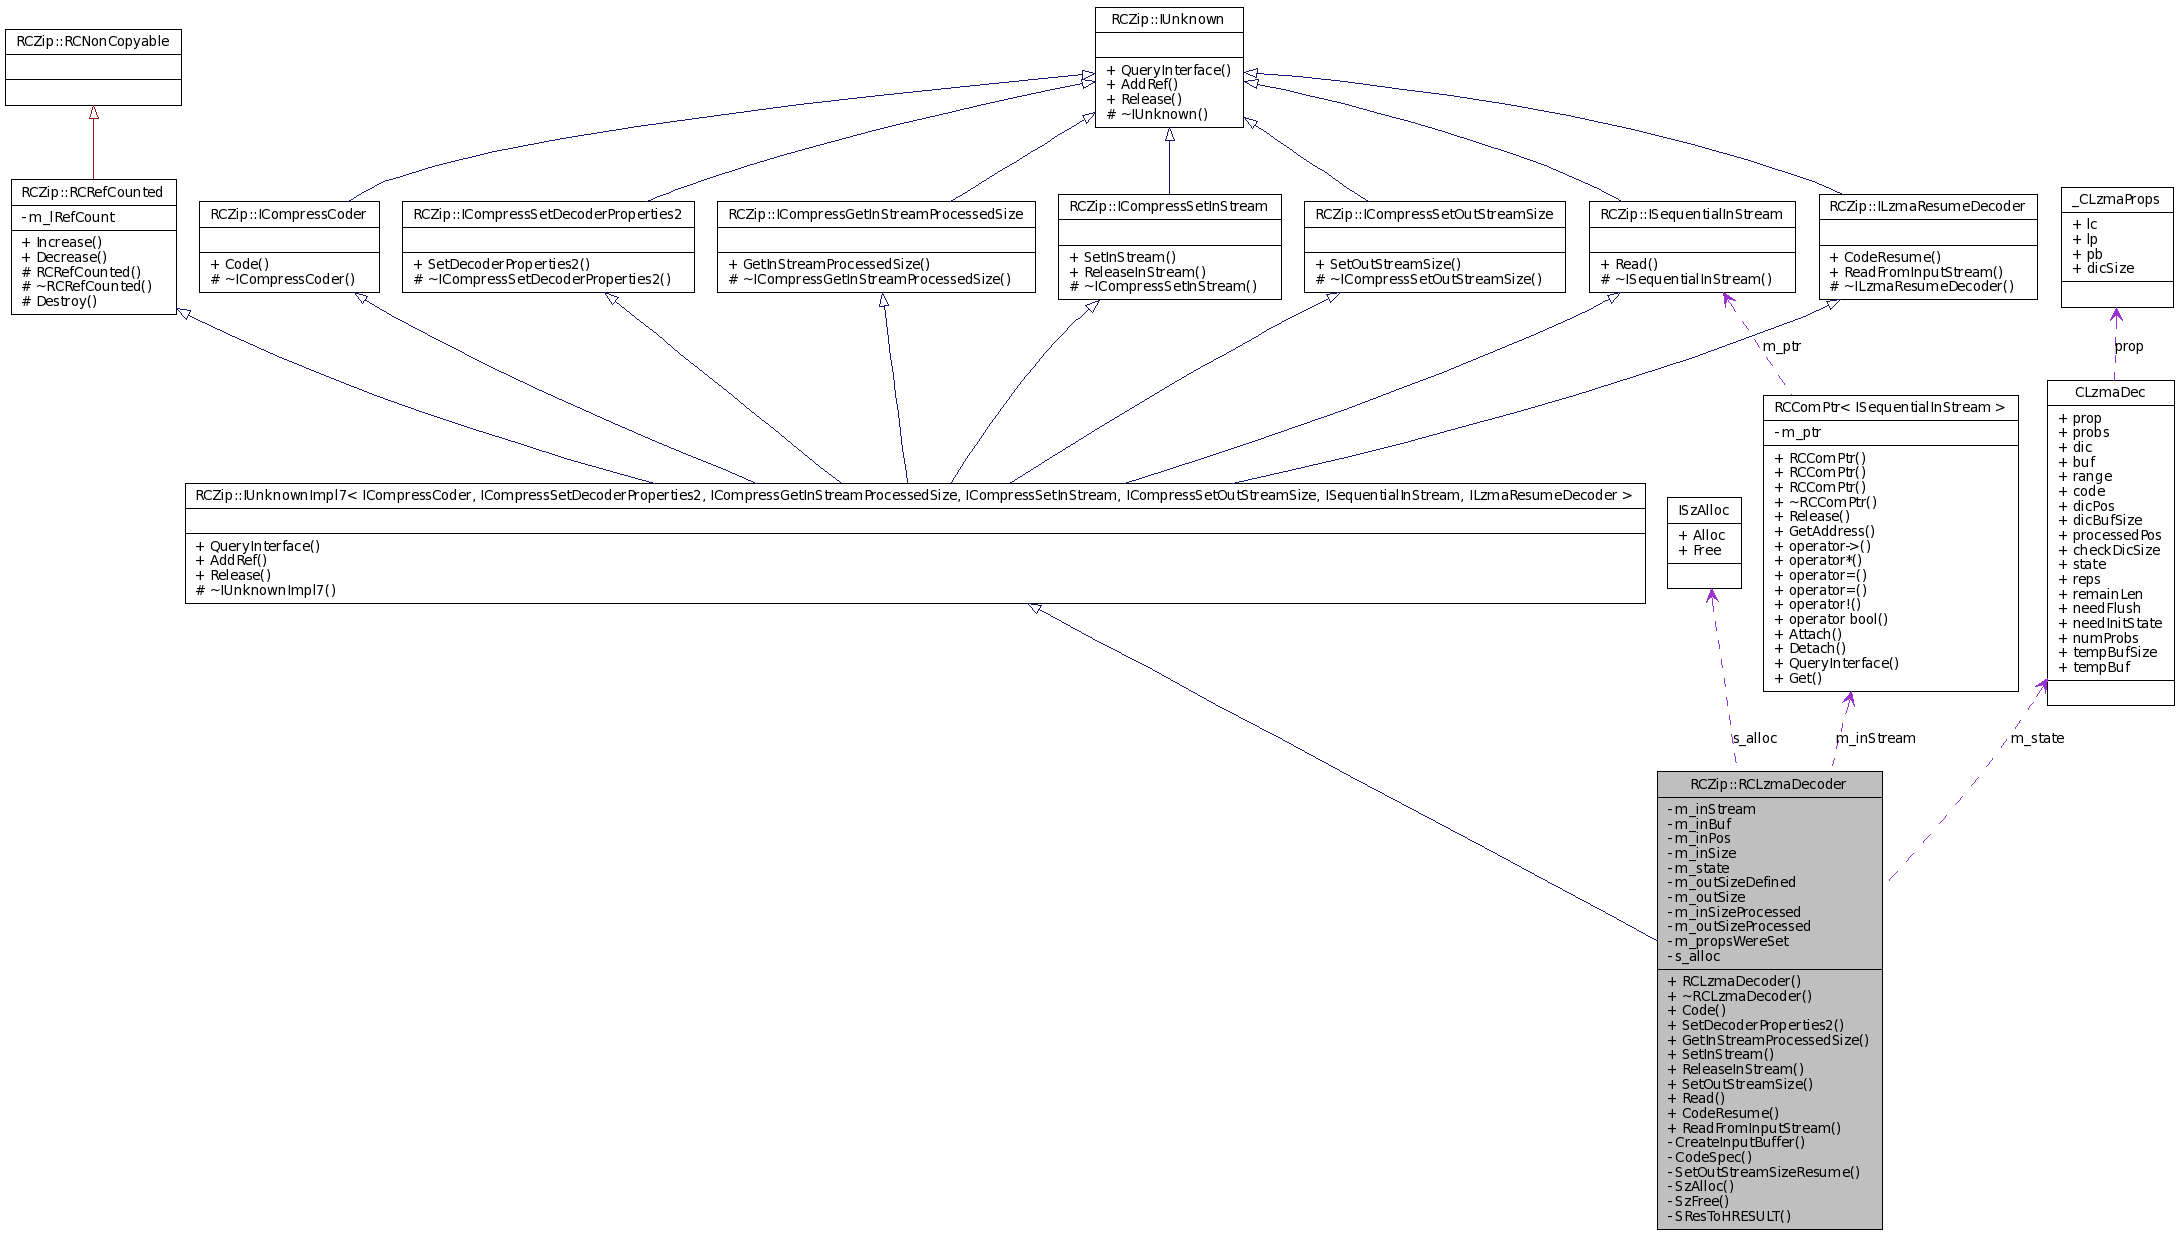 RCZip::IUnknown
+ QueryInterface()
+ AddRef()
+ Release()
# ~IUnknown()
RCZip::RCNonCopyable
RCZip::RCRefCounted
- m_lRefCount
+ Increase()
+ Decrease()
# RCRefCounted()
# ~RCRefCounted()
# Destroy()
RCZip::ICompressCoder
+ Code()
# ~ICompressCoder()
RCZip::ICompressSetDecoderProperties2
+ SetDecoderProperties2()
# ~ICompressSetDecoderProperties2()
RCZip::ICompressGetInStreamProcessedSize
+ GetInStreamProcessedSize()
# ~ICompressGetInStreamProcessedSize()
RCZip::ICompressSetInStream
+ SetInStream()
+ ReleaseInStream()
# ~ICompressSetInStream()
RCZip::ICompressSetOutStreamSize
+ SetOutStreamSize()
# ~ICompressSetOutStreamSize()
RCZip::ISequentialInStream
+ Read()
# ~ISequentialInStream()
RCZip::ILzmaResumeDecoder
+ CodeResume()
+ ReadFromInputStream()
# ~ILzmaResumeDecoder()
_CLzmaProps
+ lc
+ lp
+ pb
+ dicSize
m_ptr
prop
RCZip::IUnknownImpl7< ICompressCoder, ICompressSetDecoderProperties2, ICompressGetInStreamProcessedSize, ICompressSetInStream, ICompressSetOutStreamSize, ISequentialInStream, ILzmaResumeDecoder >
+ QueryInterface()
+ AddRef()
+ Release()
# ~IUnknownImpl7()
ISzAlloc
+ Alloc
+ Free
RCComPtr< ISequentialInStream >
- m_ptr
+ RCComPtr()
+ RCComPtr()
+ RCComPtr()
+ ~RCComPtr()
+ Release()
+ GetAddress()
+ operator->()
+ operator*()
+ operator=()
+ operator=()
+ operator!()
+ operator bool()
+ Attach()
+ Detach()
+ QueryInterface()
+ Get()
CLzmaDec
+ prop
+ probs
+ dic
+ buf
+ range
+ code
+ dicPos
+ dicBufSize
+ processedPos
+ checkDicSize
+ state
+ reps
+ remainLen
+ needFlush
+ needInitState
+ numProbs
+ tempBufSize
+ tempBuf
s_alloc
m_inStream
m_state
RCZip::RCLzmaDecoder
- m_inStream
- m_inBuf
- m_inPos
- m_inSize
- m_state
- m_outSizeDefined
- m_outSize
- m_inSizeProcessed
- m_outSizeProcessed
- m_propsWereSet
- s_alloc
+ RCLzmaDecoder()
+ ~RCLzmaDecoder()
+ Code()
+ SetDecoderProperties2()
+ GetInStreamProcessedSize()
+ SetInStream()
+ ReleaseInStream()
+ SetOutStreamSize()
+ Read()
+ CodeResume()
+ ReadFromInputStream()
- CreateInputBuffer()
- CodeSpec()
- SetOutStreamSizeResume()
- SzAlloc()
- SzFree()
- SResToHRESULT()